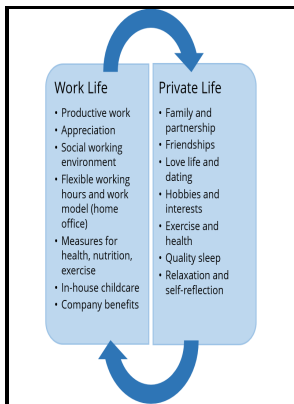 Work Life
• Productive work
• Appreciation
• Social working
environment
• Flexible working
hours and work
model (home
office)
• Measures for
health, nutrition,
exercise
• In-house childcare
• Company benefits
Private Life
• Family and
partnership
• Friendships
• Love life and
dating
• Hobbies and
interests
• Exercise and
health
• Quality sleep
• Relaxation and
self-reflection